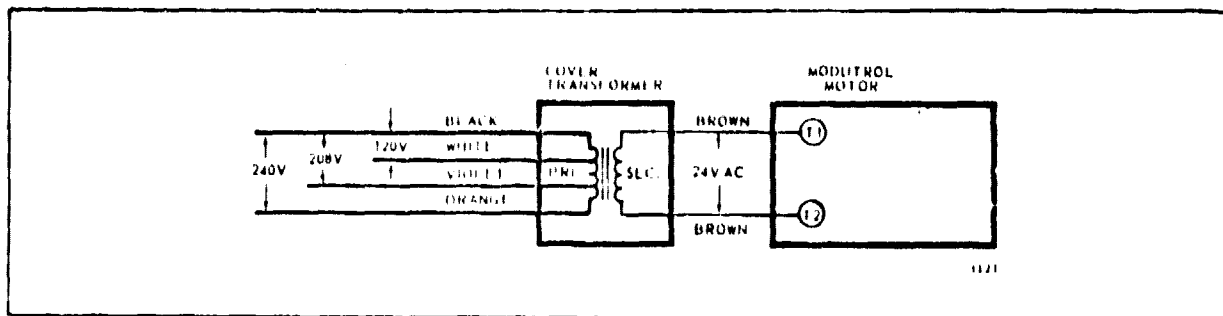 COVER
TRANSFORMER
MODUTROL
MOTOR
BLACK
WHITE
VIOLET
ORANGE
240V
208V
120V
PRI.
SEC.
BROWN
24V AC
BROWN
T1
T2